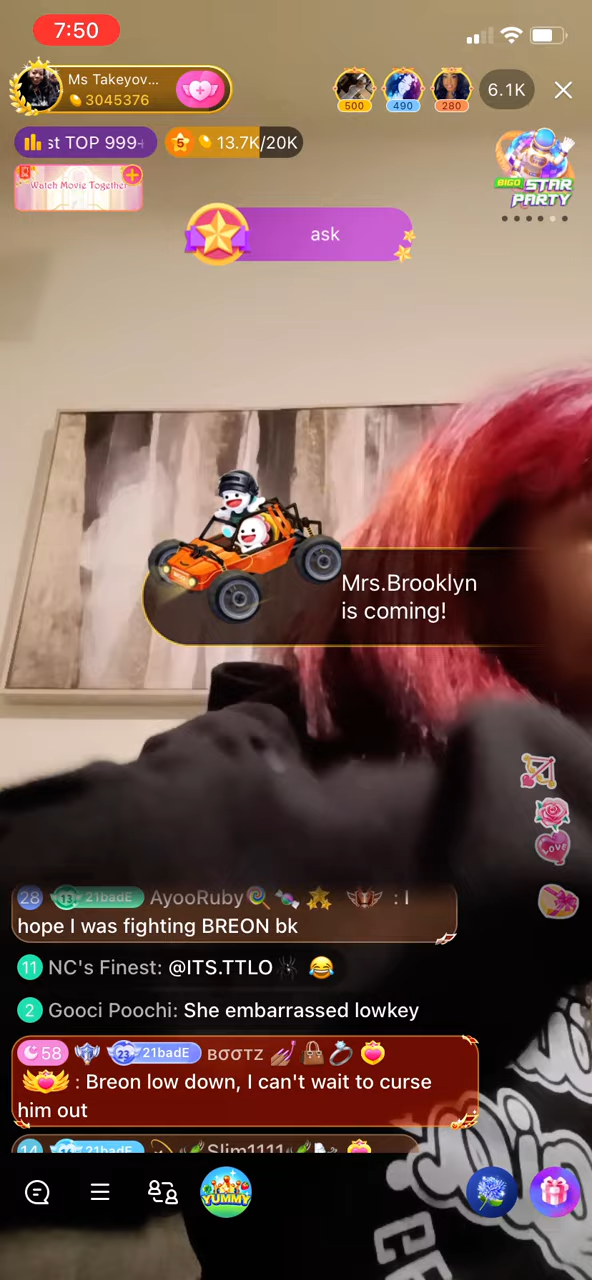 7:50
Ms Takeyov...
3045376
500
490
280
6.1K
st TOP 999+
5
13.7K/20K
Watch Movie Together
BIGO STAR
PARTY
ask
Mrs.Brooklyn
is coming!
LOVE
28 13 21badE AyooRuby : I
hope I was fighting BREON bk
11 NC's Finest: @ITS.TTLO 😂
2 Gooci Poochi: She embarrassed lowkey
58 23 21badE BσσTZ
: Breon low down, I can't wait to curse
him out
14 21badE Slim1111
YUMMY